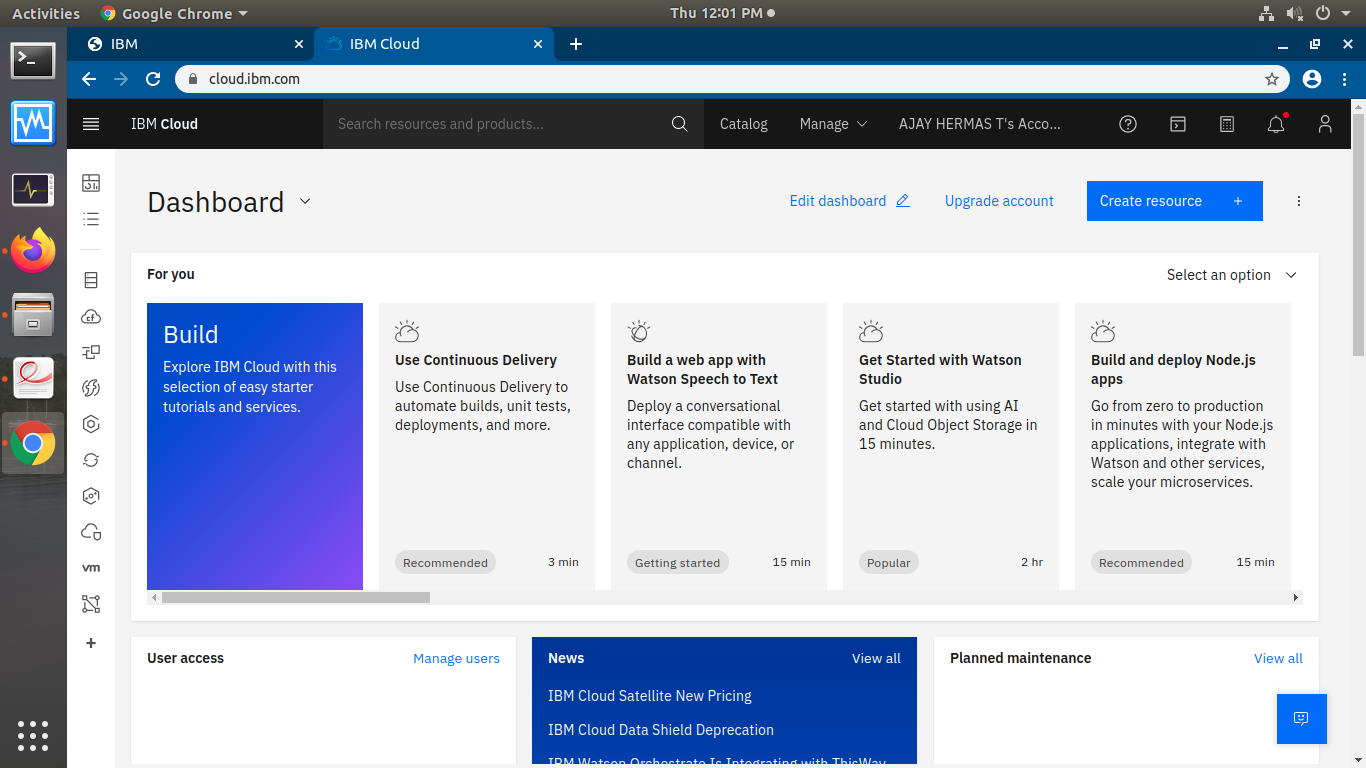 Activities
Google Chrome
Thu 12:01 PM
IBM
IBM Cloud
cloud.ibm.com
IBM Cloud
Search resources and products...
Catalog
Manage
AJAY HERMAS T's Acco...
Dashboard
Edit dashboard
Upgrade account
Create resource +
For you
Select an option
Build
Explore IBM Cloud with this
selection of easy starter
tutorials and services.
Use Continuous Delivery
Use Continuous Delivery to
automate builds, unit tests,
deployments, and more.
Recommended
3 min
Build a web app with
Watson Speech to Text
Deploy a conversational
interface compatible with
any application, device, or
channel.
Getting started
15 min
Get Started with Watson
Studio
Get started with using AI
and Cloud Object Storage in
15 minutes.
Popular
2 hr
Build and deploy Node.js
apps
Go from zero to production
in minutes with your Node.js
applications, integrate with
Watson and other services,
scale your microservices.
Recommended
15 min
vm
User access
Manage users
News
View all
IBM Cloud Satellite New Pricing
IBM Cloud Data Shield Deprecation
IBM Watson Orchestrate Is Integrating with ThisWay
Planned maintenance
View all